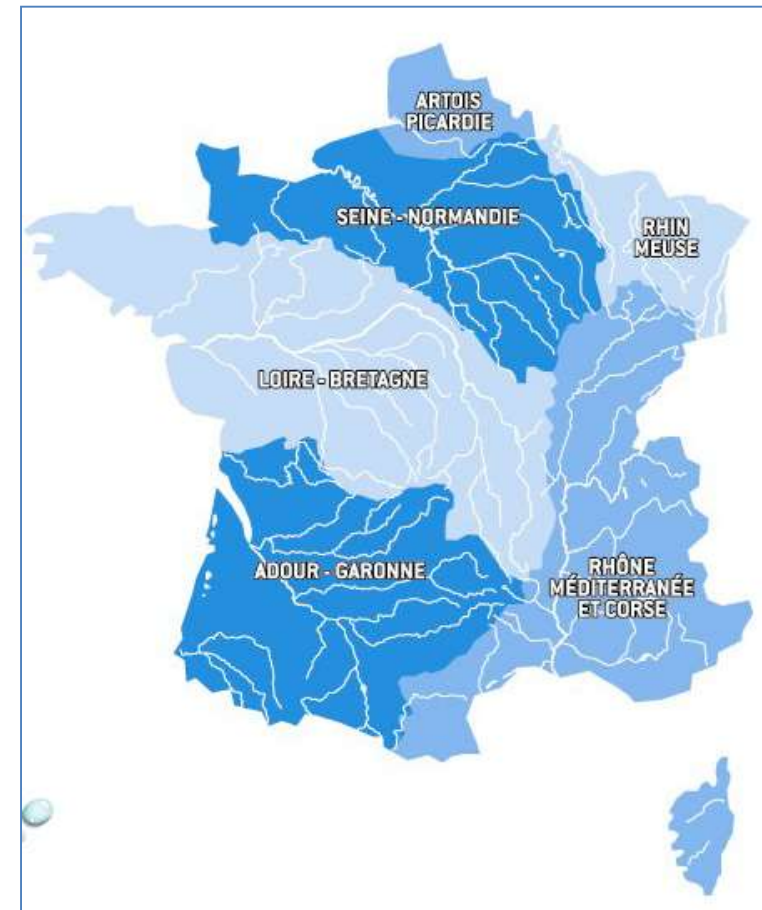 ARTOIS
PICARDIE
SEINE - NORMANDIE
RHIN
MEUSE
LOIRE - BRETAGNE
ADOUR - GARONNE
RHÔNE
MÉDITERRANÉE
ET CORSE